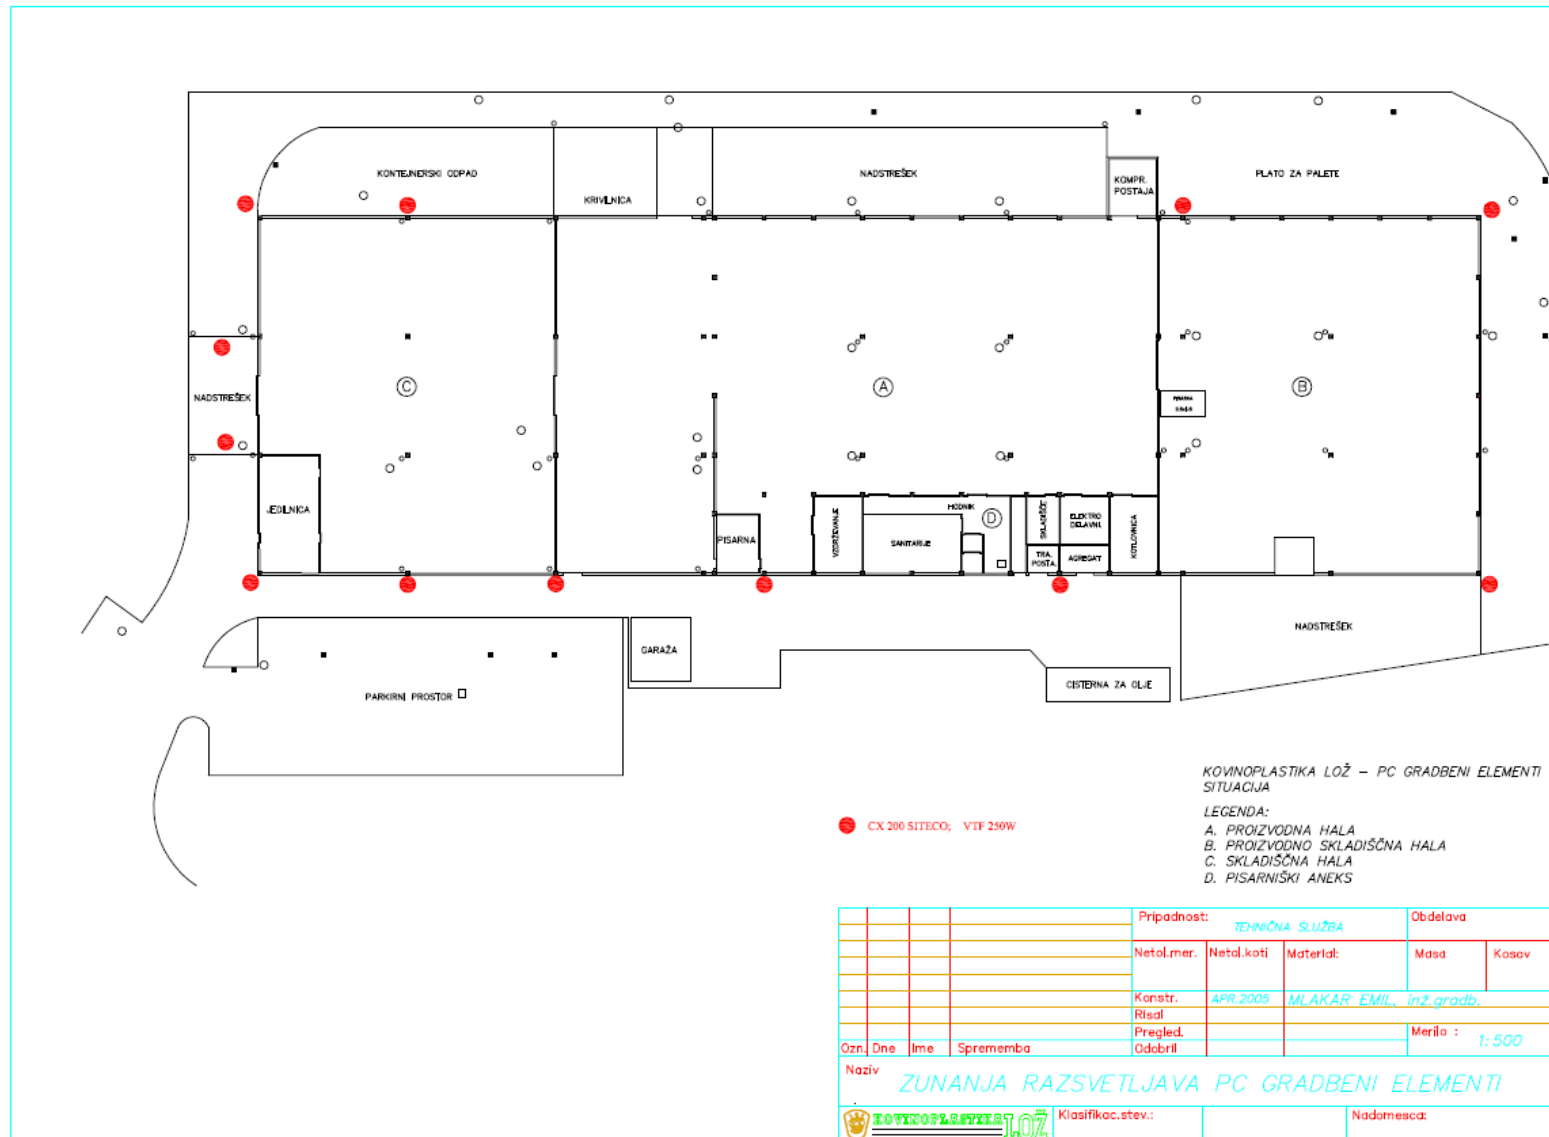 KONTEJNERSKI ODPAD
KRIVILNICA
NADSTREŠEK
KOMPR.
POSTAJA
PLATO ZA PALETE
NADSTREŠEK
C
A
B
JEDILNICA
PISARNA
VZDRŽEVANJE
HODNIK
SANITARIJE
D
SKLADIŠČE
TRA.
POSTA.
ELEKTRO
DELAVNI.
AGREGAT
KOTLOVNICA
NADSTREŠEK
GARAŽA
PARKIRNI PROSTOR
CISTERNA ZA OLJE
KOVINOPLASTIKA LOŽ – PC GRADBENI ELEMENTI
SITUACIJA
LEGENDA:
A. PROIZVODNA HALA
B. PROIZVODNO SKLADIŠČNA HALA
C. SKLADIŠČNA HALA
D. PISARNIŠKI ANEKS
CX 200 SITECO; VTF 250W
Pripadnost: TEHNIČNA SLUŽBA Obdelava
Netol.mer. Netol.koti Material: Masa Kosov
Konstr. APR.2005 MLAKAR EMIL, inž.gradb.
Risal
Pregled. Merilo : 1:500
Ozn. Dne Ime Sprememba Odobril
Naziv
ZUNANJA RAZSVETLJAVA PC GRADBENI ELEMENTI
KOVINOPLASTIKA LOŽ Klasifikac.stev.: Nadomesca: